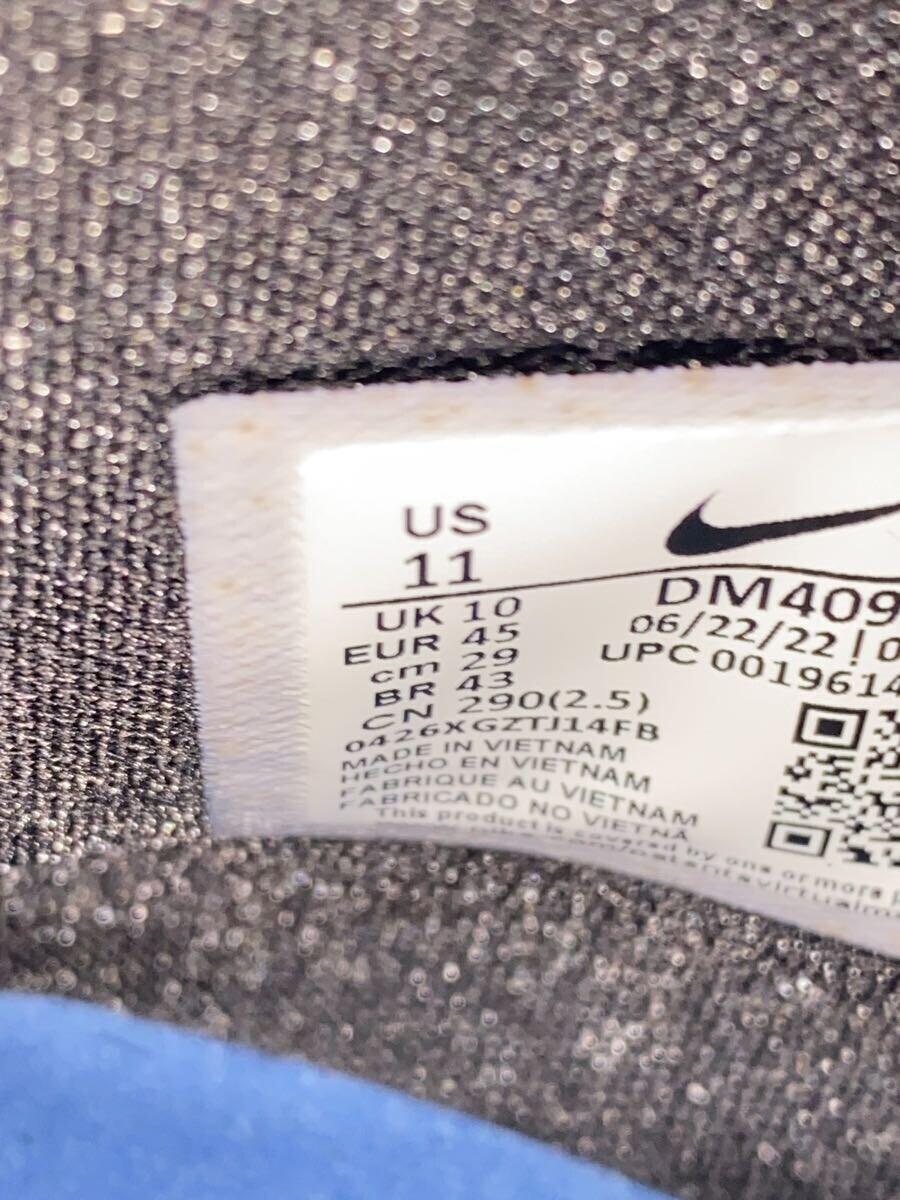 US
11
UK 10
EUR 45
cm 29
BR 43
CN 290(2.5)
0426XGZTJ14FB
MADE IN VIETNAM
HECHO EN VIETNAM
FABRIQUE AU VIETNAM
FABRICADO NO VIETNA
This product is covered by one or more
DM409
06/22/22 | 0
UPC 0019614